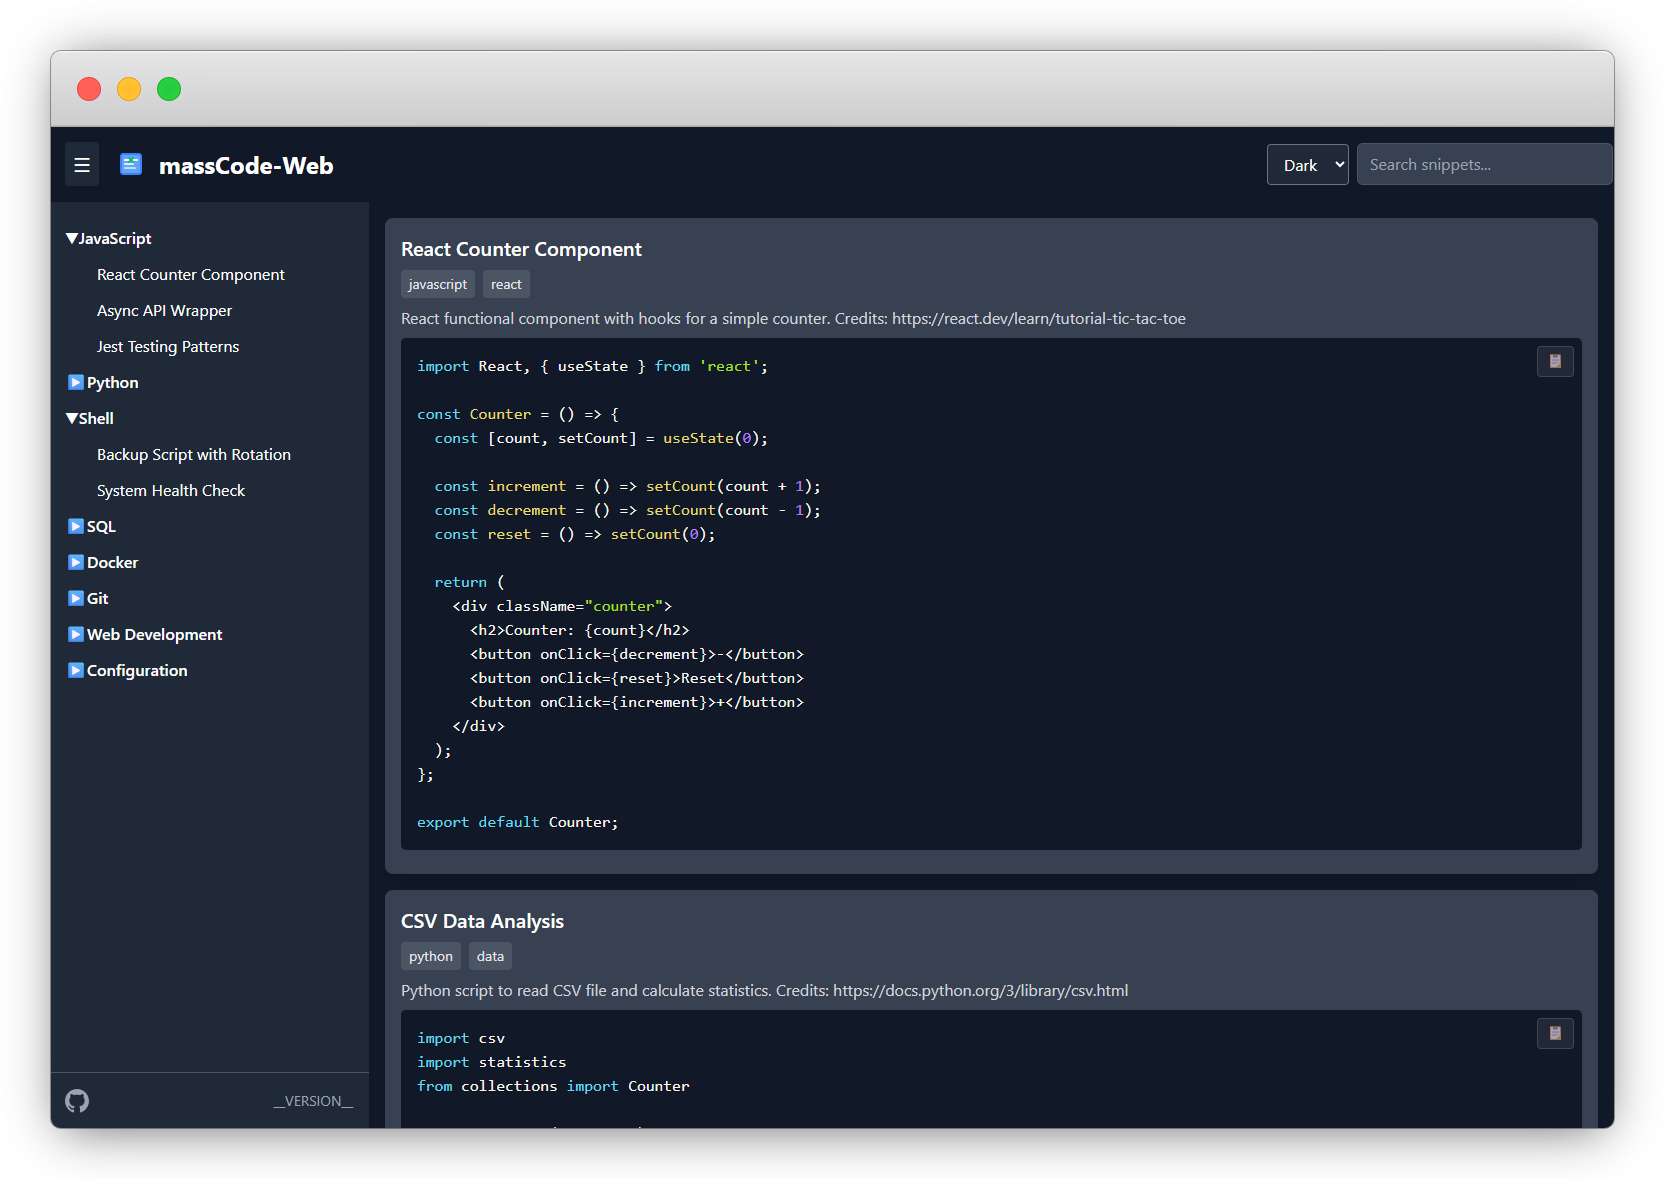 ☰ massCode-Web
Dark
Search snippets...
▼JavaScript
React Counter Component
Async API Wrapper
Jest Testing Patterns
▶Python
▼Shell
Backup Script with Rotation
System Health Check
▶SQL
▶Docker
▶Git
▶Web Development
▶Configuration
__VERSION__
React Counter Component
javascript react
React functional component with hooks for a simple counter. Credits: https://react.dev/learn/tutorial-tic-tac-toe
import React, { useState } from 'react';
const Counter = () => {
  const [count, setCount] = useState(0);
  const increment = () => setCount(count + 1);
  const decrement = () => setCount(count - 1);
  const reset = () => setCount(0);
  return (
    <div className="counter">
      <h2>Counter: {count}</h2>
      <button onClick={decrement}>-</button>
      <button onClick={reset}>Reset</button>
      <button onClick={increment}>+</button>
    </div>
  );
};
export default Counter;
CSV Data Analysis
python data
Python script to read CSV file and calculate statistics. Credits: https://docs.python.org/3/library/csv.html
import csv
import statistics
from collections import Counter